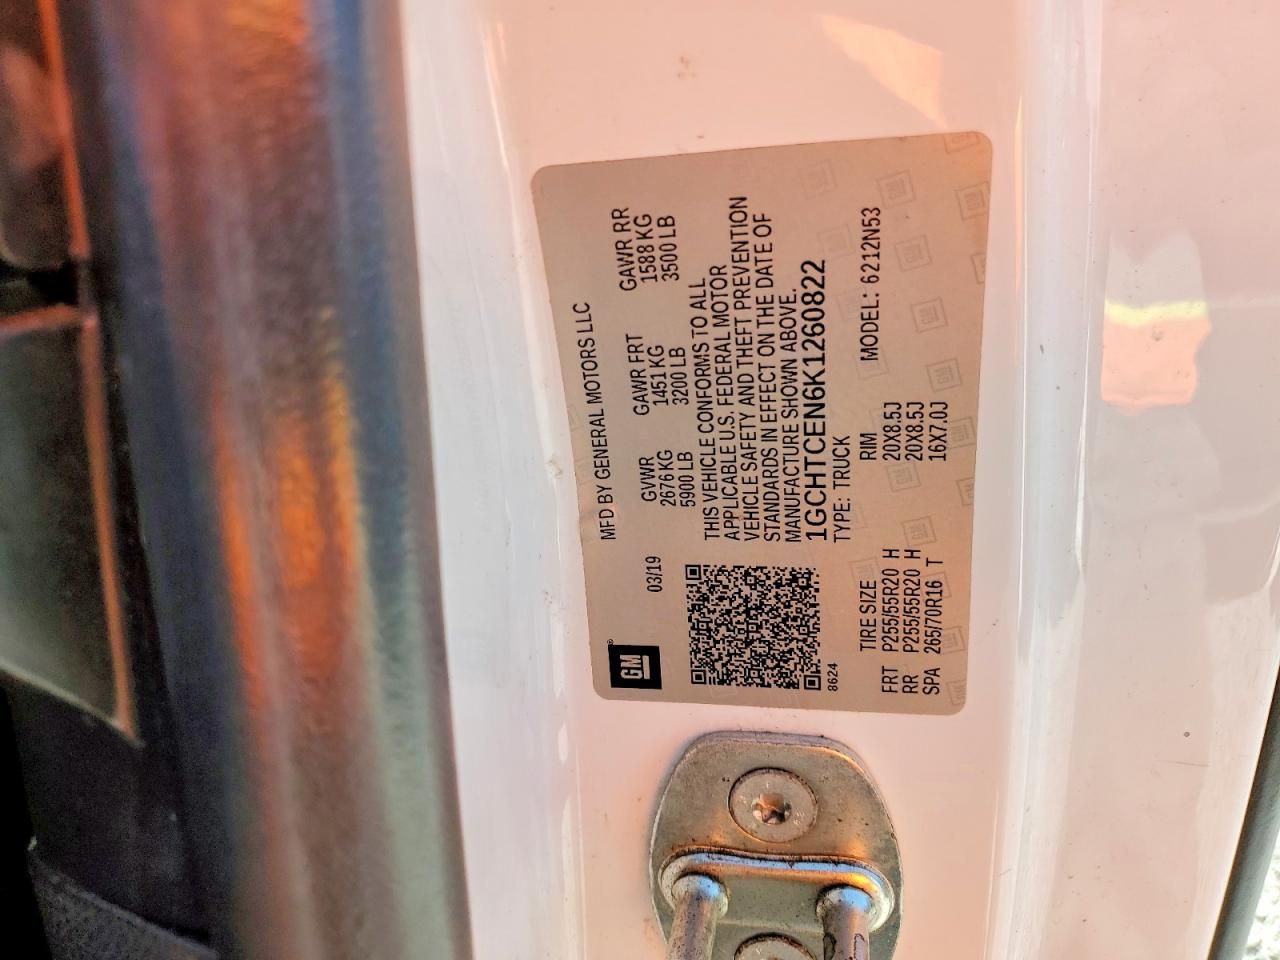 GM
MFD BY GENERAL MOTORS LLC
03/19
GVWR GAWR FRT GAWR RR
2676 KG 1451 KG 1588 KG
5900 LB 3200 LB 3500 LB
THIS VEHICLE CONFORMS TO ALL
APPLICABLE U.S. FEDERAL MOTOR
VEHICLE SAFETY AND THEFT PREVENTION
STANDARDS IN EFFECT ON THE DATE OF
MANUFACTURE SHOWN ABOVE.
1GCHTCEN6K1260822
8624
TYPE: TRUCK MODEL: 6212N53
TIRE SIZE RIM
FRT P255/55R20 H 20X8.5J
RR P255/55R20 H 20X8.5J
SPA 265/70R16 T 16X7.0J